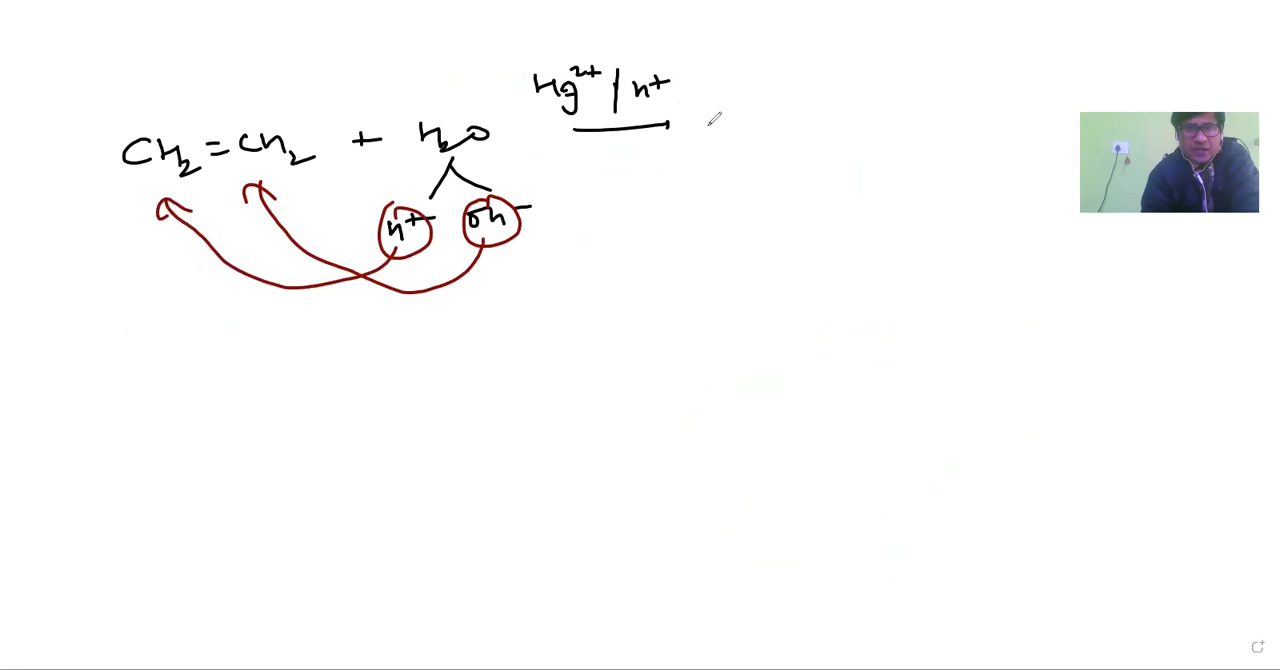 Hg²⁺ / H⁺
CH₂ = CH₂ + H₂O
H⁺ OH⁻